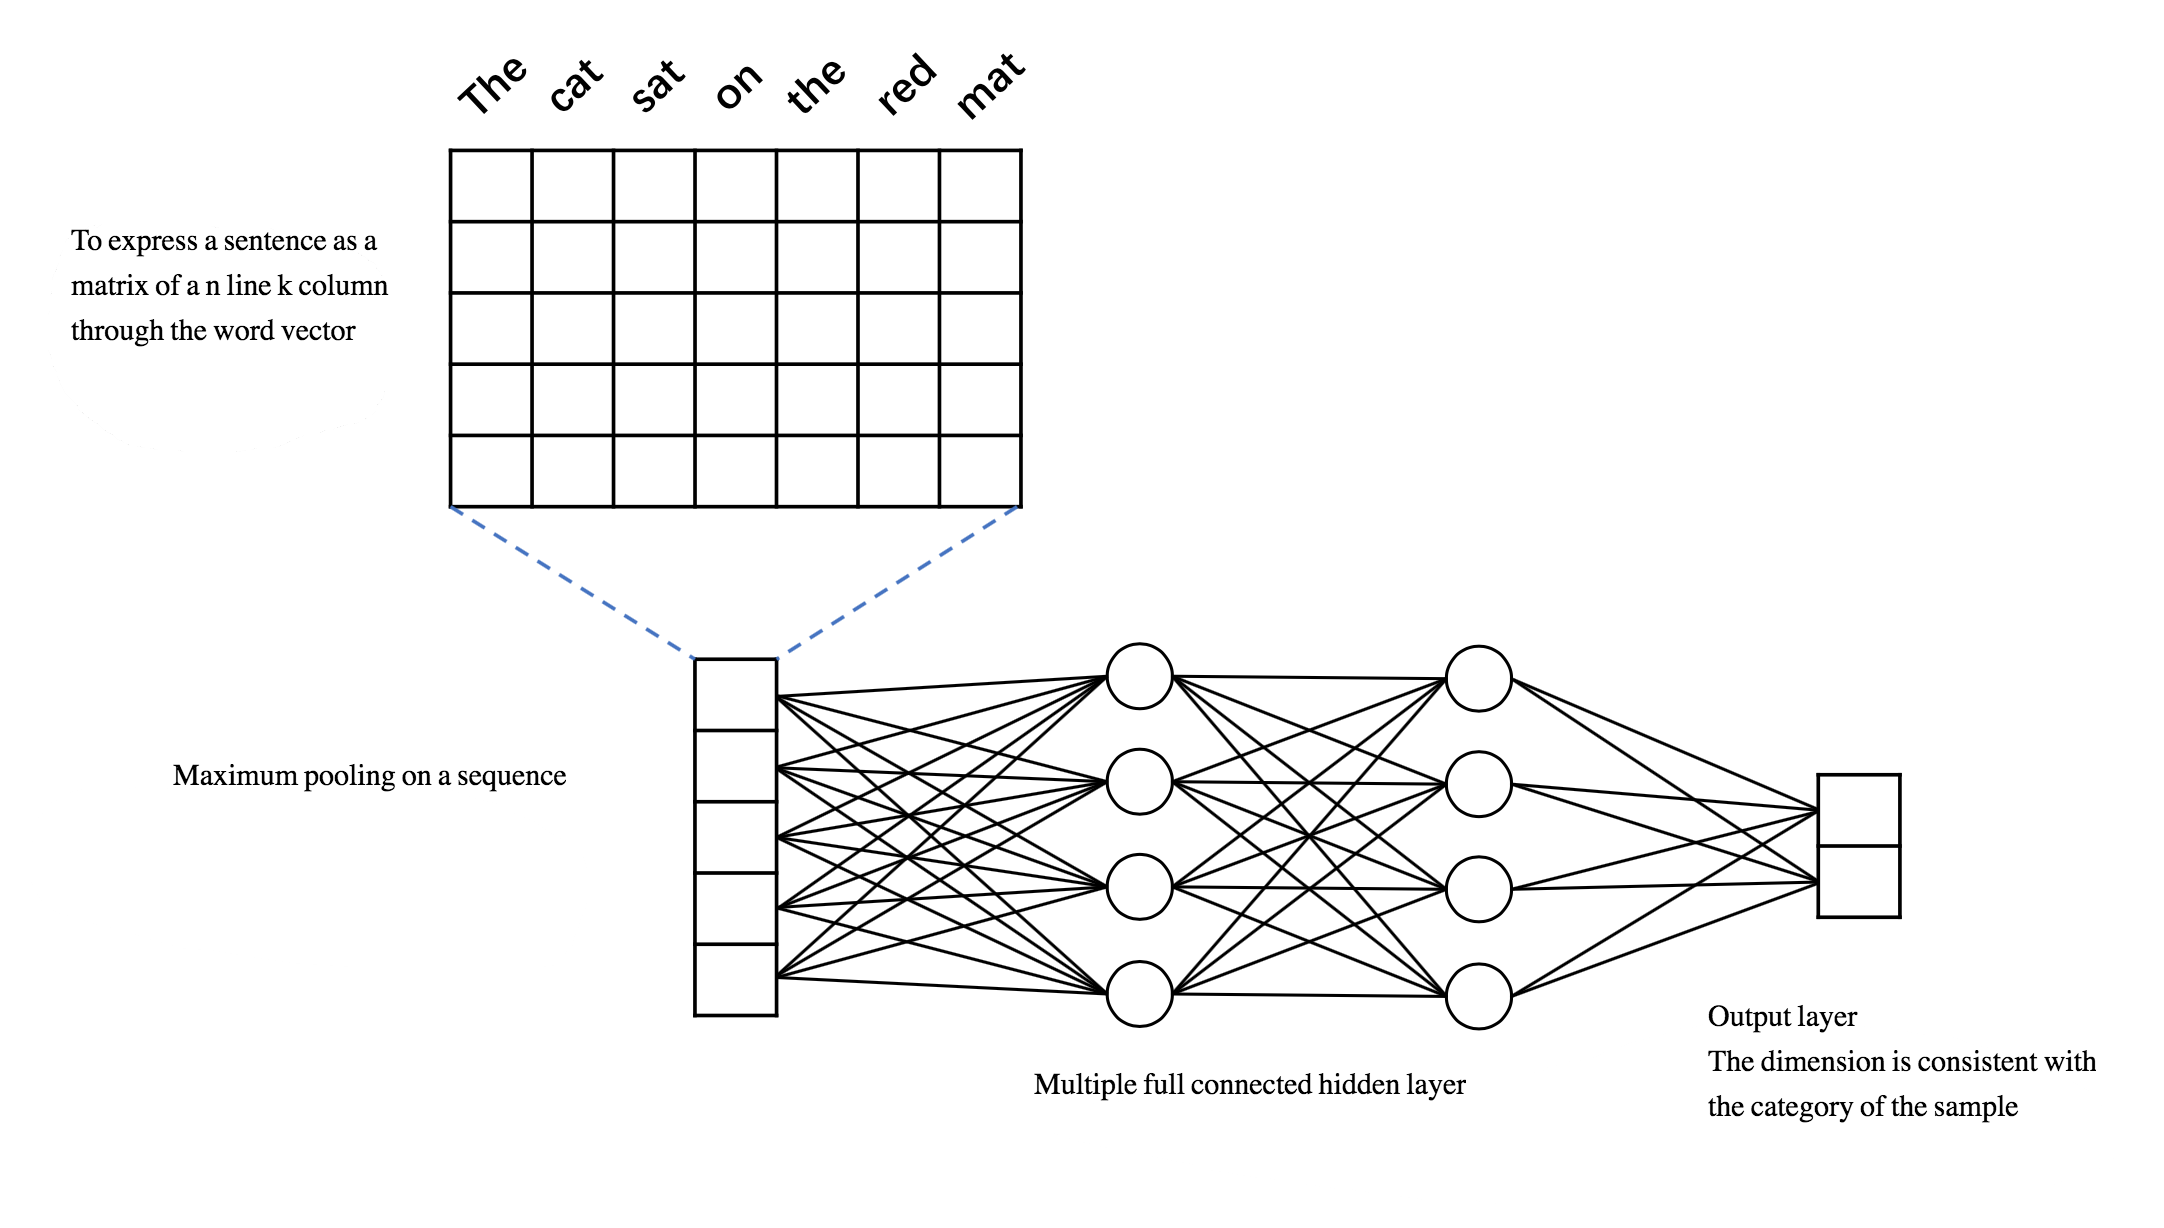 The cat sat on the red mat
To express a sentence as a
matrix of a n line k column
through the word vector
Maximum pooling on a sequence
Multiple full connected hidden layer
Output layer
The dimension is consistent with
the category of the sample